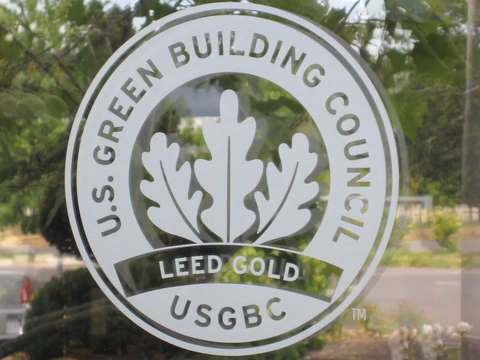 U.S. GREEN BUILDING COUNCIL
LEED GOLD
USGBC
TM